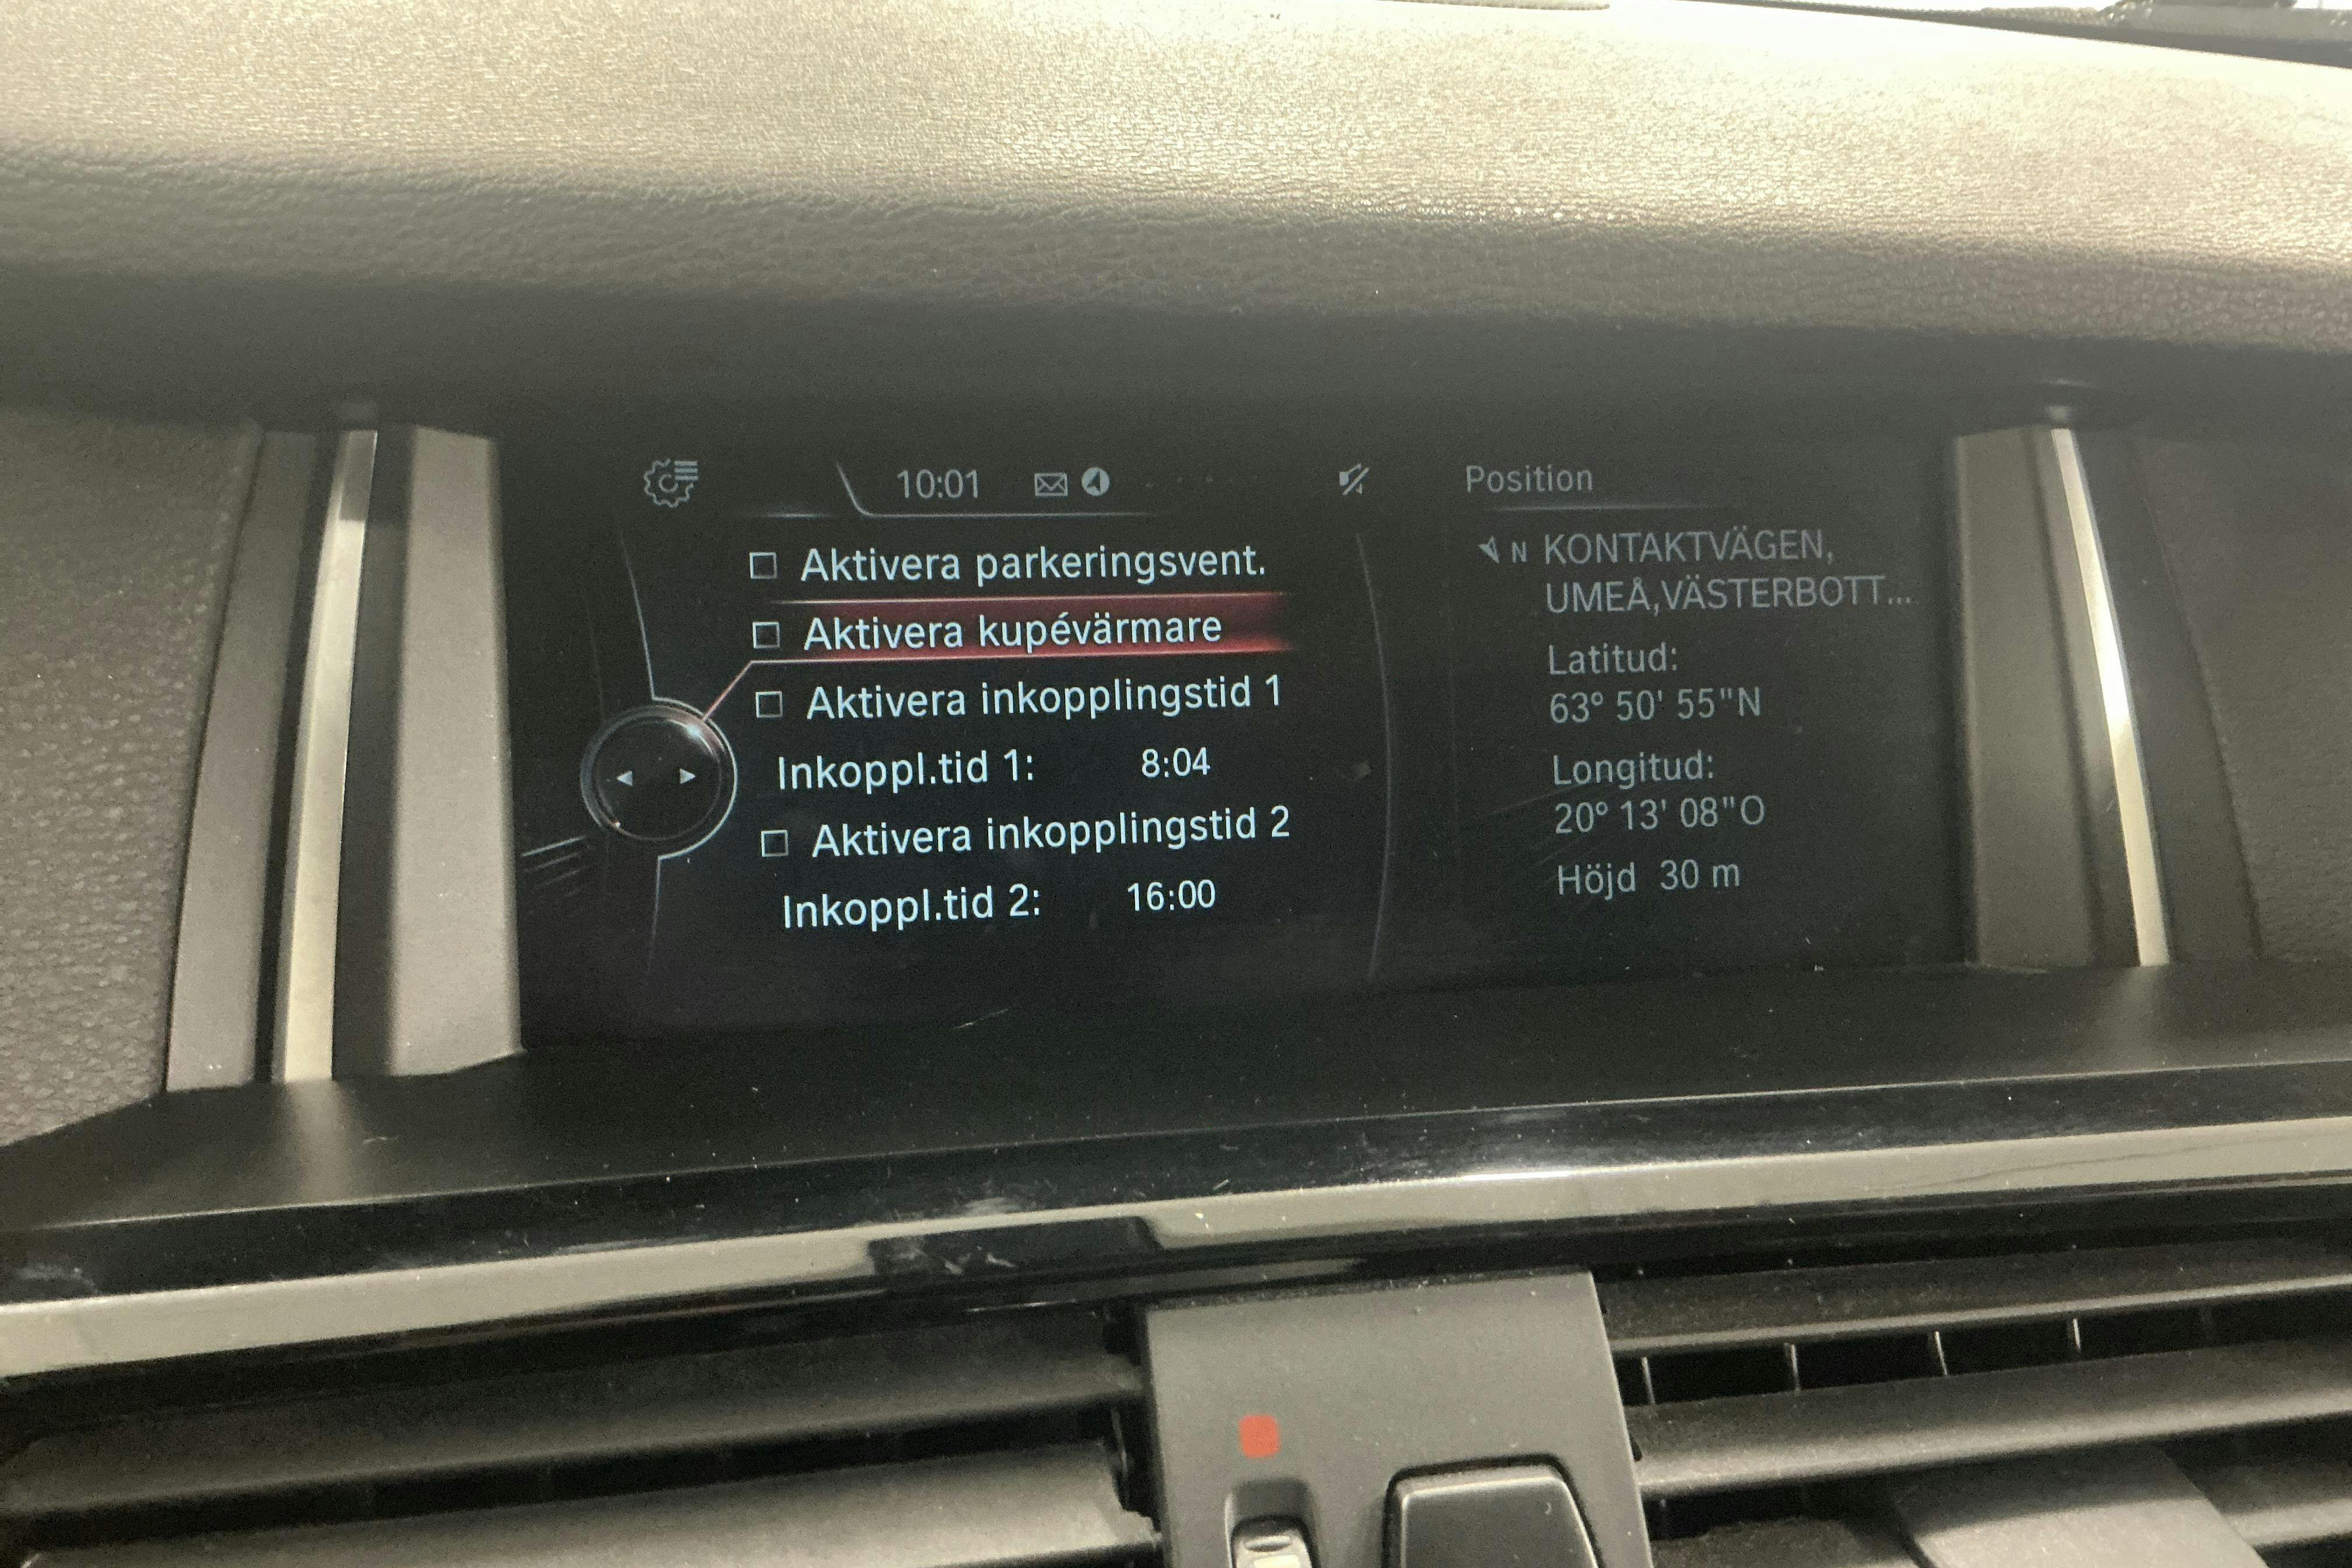 10:01
Aktivera parkeringsvent.
Aktivera kupévärmare
Aktivera inkopplingstid 1
Inkoppl.tid 1: 8:04
Aktivera inkopplingstid 2
Inkoppl.tid 2: 16:00
Position
N KONTAKTVÄGEN,
UMEÅ,VÄSTERBOTT...
Latitud:
63° 50' 55"N
Longitud:
20° 13' 08"O
Höjd 30 m